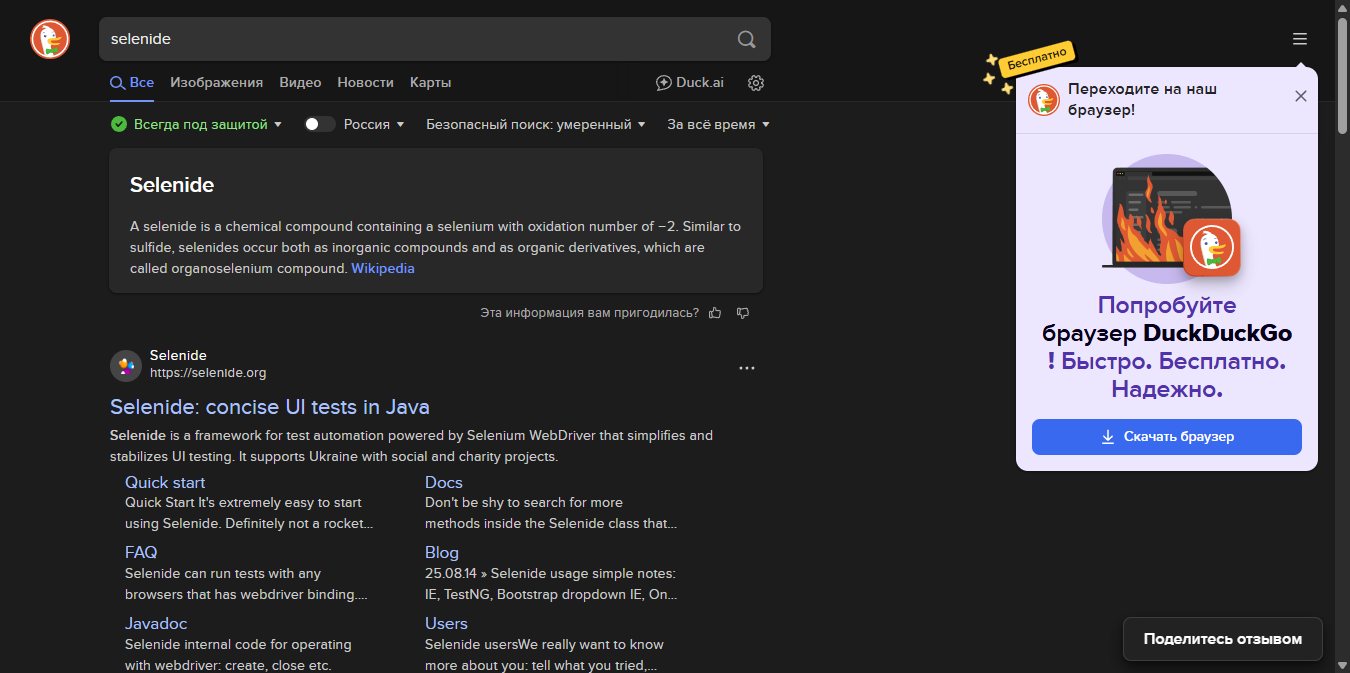 selenide
Все
Изображения
Видео
Новости
Карты
Duck.ai
Всегда под защитой
Россия
Безопасный поиск: умеренный
За всё время
Selenide
A selenide is a chemical compound containing a selenium with oxidation number of −2. Similar to
sulfide, selenides occur both as inorganic compounds and as organic derivatives, which are
called organoselenium compound. Wikipedia
Эта информация вам пригодилась?
Selenide
https://selenide.org
Selenide: concise UI tests in Java
Selenide is a framework for test automation powered by Selenium WebDriver that simplifies and
stabilizes UI testing. It supports Ukraine with social and charity projects.
Quick start
Quick Start It's extremely easy to start
using Selenide. Definitely not a rocket...
Docs
Don't be shy to search for more
methods inside the Selenide class that...
FAQ
Selenide can run tests with any
browsers that has webdriver binding....
Blog
25.08.14 » Selenide usage simple notes:
IE, TestNG, Bootstrap dropdown IE, On...
Javadoc
Selenide internal code for operating
with webdriver: create, close etc.
Users
Selenide usersWe really want to know
more about you: tell what you tried,...
Бесплатно
Переходите на наш
браузер!
Попробуйте
браузер DuckDuckGo
! Быстро. Бесплатно.
Надежно.
Скачать браузер
Поделитесь отзывом